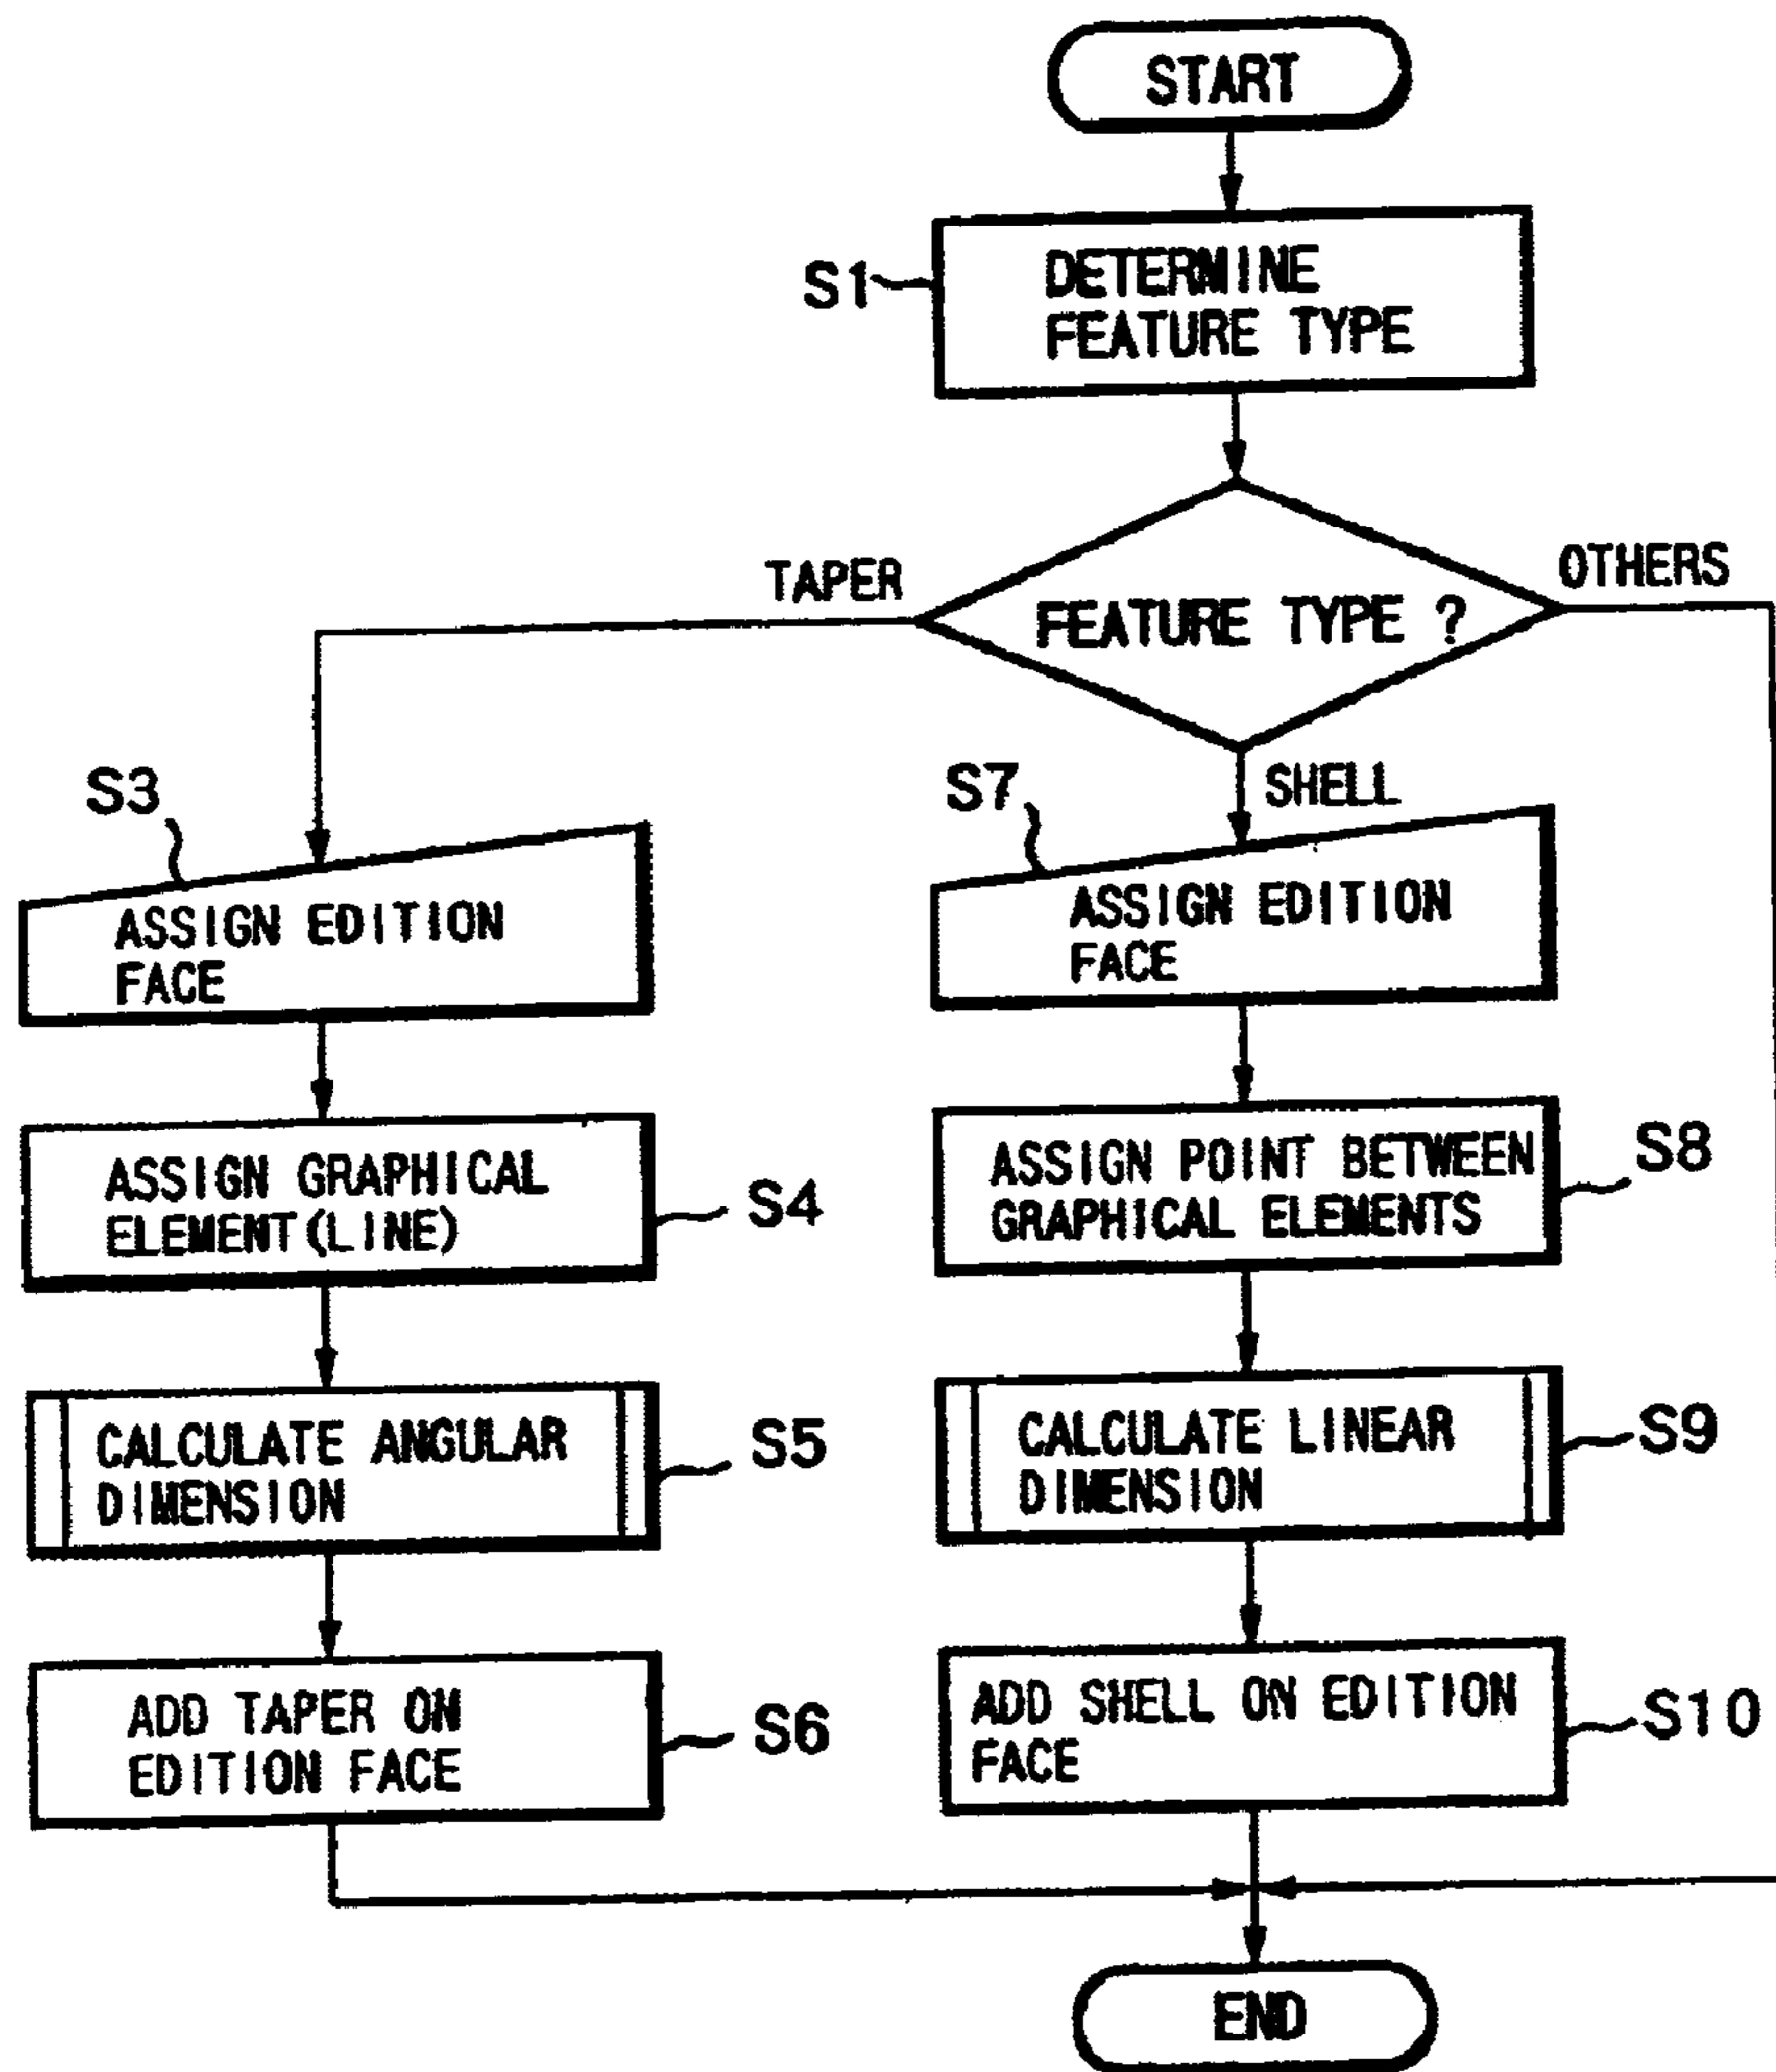 START
S1
DETERMINE
FEATURE TYPE
TAPER
FEATURE TYPE ?
OTHERS
SHELL
S3
ASSIGN EDITION
FACE
S7
ASSIGN EDITION
FACE
ASSIGN GRAPHICAL
ELEMENT(LINE)
S4
ASSIGN POINT BETWEEN
GRAPHICAL ELEMENTS
S8
CALCULATE ANGULAR
DIMENSION
S5
CALCULATE LINEAR
DIMENSION
S9
ADD TAPER ON
EDITION FACE
S6
ADD SHELL ON EDITION
FACE
S10
END